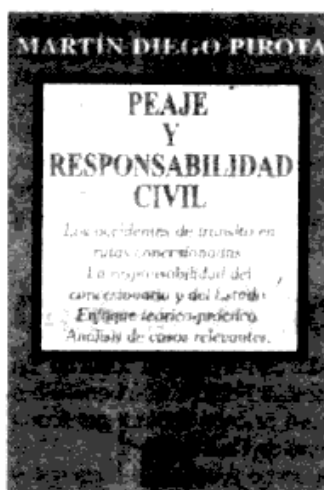 MARTÍN DIEGO PIROTA
PEAJE
Y
RESPONSABILIDAD
CIVIL
Los accidentes de tránsito en
rutas concesionadas
La responsabilidad del
concesionario y del Estado
Enfoque teórico-práctico
Análisis de casos relevantes.